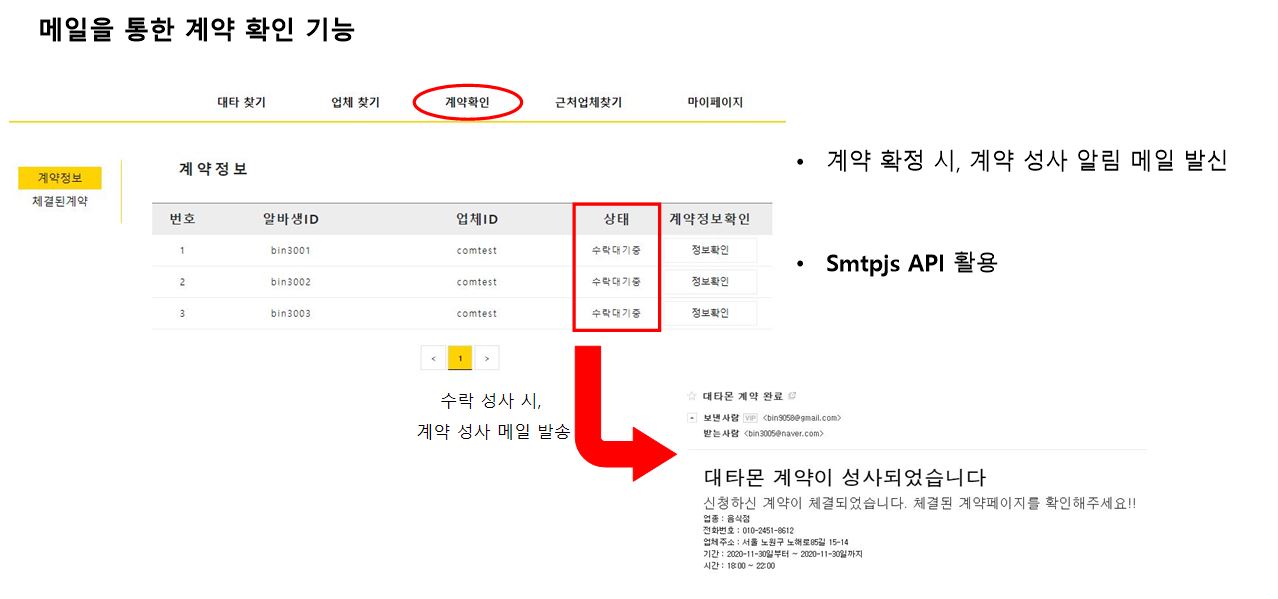 메일을 통한 계약 확인 기능
대타 찾기 업체 찾기 계약확인 근처업체찾기 마이페이지
계약정보
체결된계약
계약정보
번호 알바생ID 업체ID 상태 계약정보확인
1 bin3001 comtest 수락대기중 정보확인
2 bin3002 comtest 수락대기중 정보확인
3 bin3003 comtest 수락대기중 정보확인
< 1 >
수락 성사 시,
계약 성사 메일 발송
• 계약 확정 시, 계약 성사 알림 메일 발신
• Smtpjs API 활용
대타몬 계약 완료
보낸사람 VIP <bin9058@gmail.com>
받는사람 <bin3005@naver.com>
대타몬 계약이 성사되었습니다
신청하신 계약이 체결되었습니다. 체결된 계약페이지를 확인해주세요!!
업종 : 음식점
전화번호 : 010-2451-8612
업체주소 : 서울 노원구 노해로85길 15-14
기간 : 2020-11-30일부터 ~ 2020-11-30일까지
시간 : 18:00 ~ 22:00